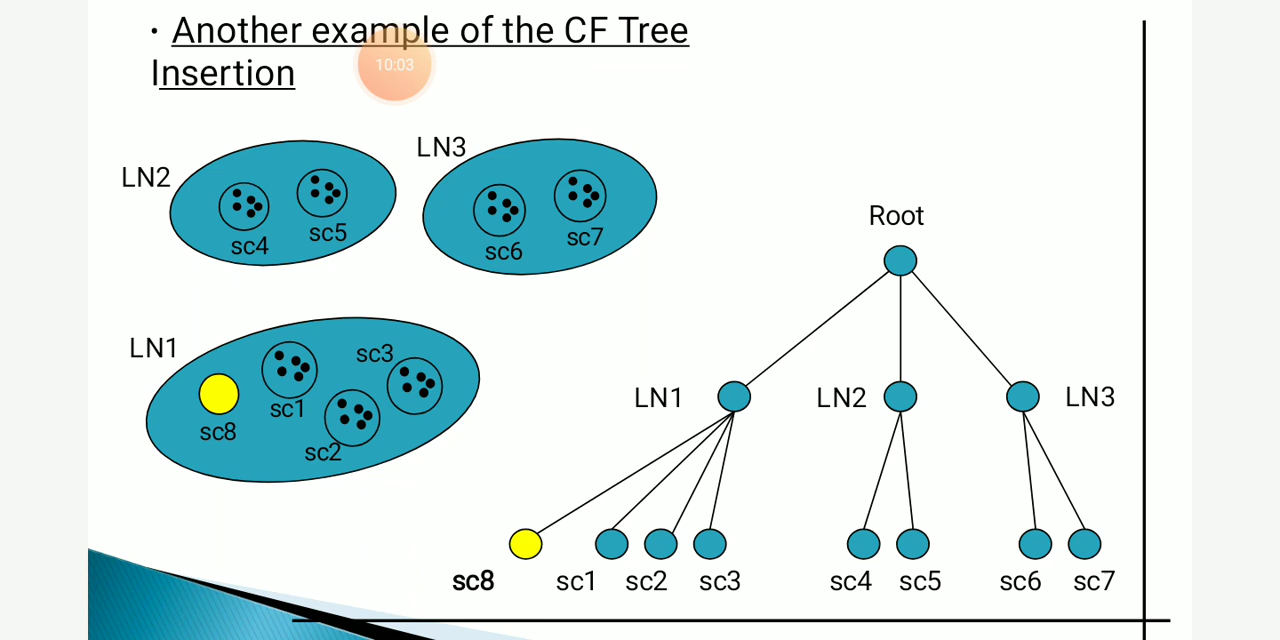 · Another example of the CF Tree
Insertion
10:03
LN2
LN3
sc4
sc5
sc6
sc7
LN1
sc8
sc1
sc2
sc3
Root
LN1
LN2
LN3
sc8
sc1
sc2
sc3
sc4
sc5
sc6
sc7